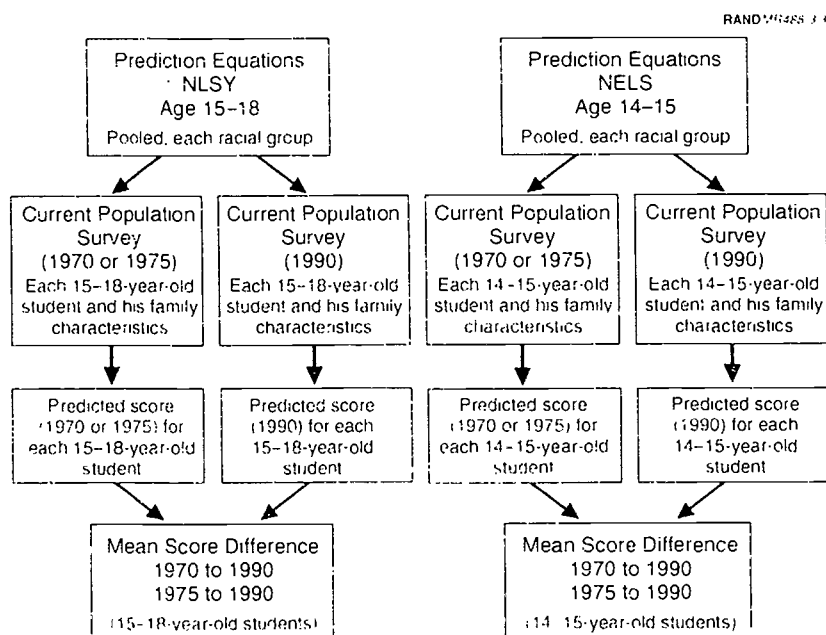 RAND MR488-3
Prediction Equations
NLSY
Age 15–18
Pooled, each racial group
Prediction Equations
NELS
Age 14–15
Pooled, each racial group
Current Population
Survey
(1970 or 1975)
Each 15–18-year-old
student and his family
characteristics
Current Population
Survey
(1990)
Each 15–18-year-old
student and his family
characteristics
Current Population
Survey
(1970 or 1975)
Each 14–15-year-old
student and his family
characteristics
Current Population
Survey
(1990)
Each 14–15-year-old
student and his family
characteristics
Predicted score
(1970 or 1975) for
each 15–18-year-old
student
Predicted score
(1990) for each
15–18-year-old
student
Predicted score
(1970 or 1975) for
each 14–15-year-old
student
Predicted score
(1990) for each
14–15-year-old
student
Mean Score Difference
1970 to 1990
1975 to 1990
(15–18-year-old students)
Mean Score Difference
1970 to 1990
1975 to 1990
(14–15-year-old students)